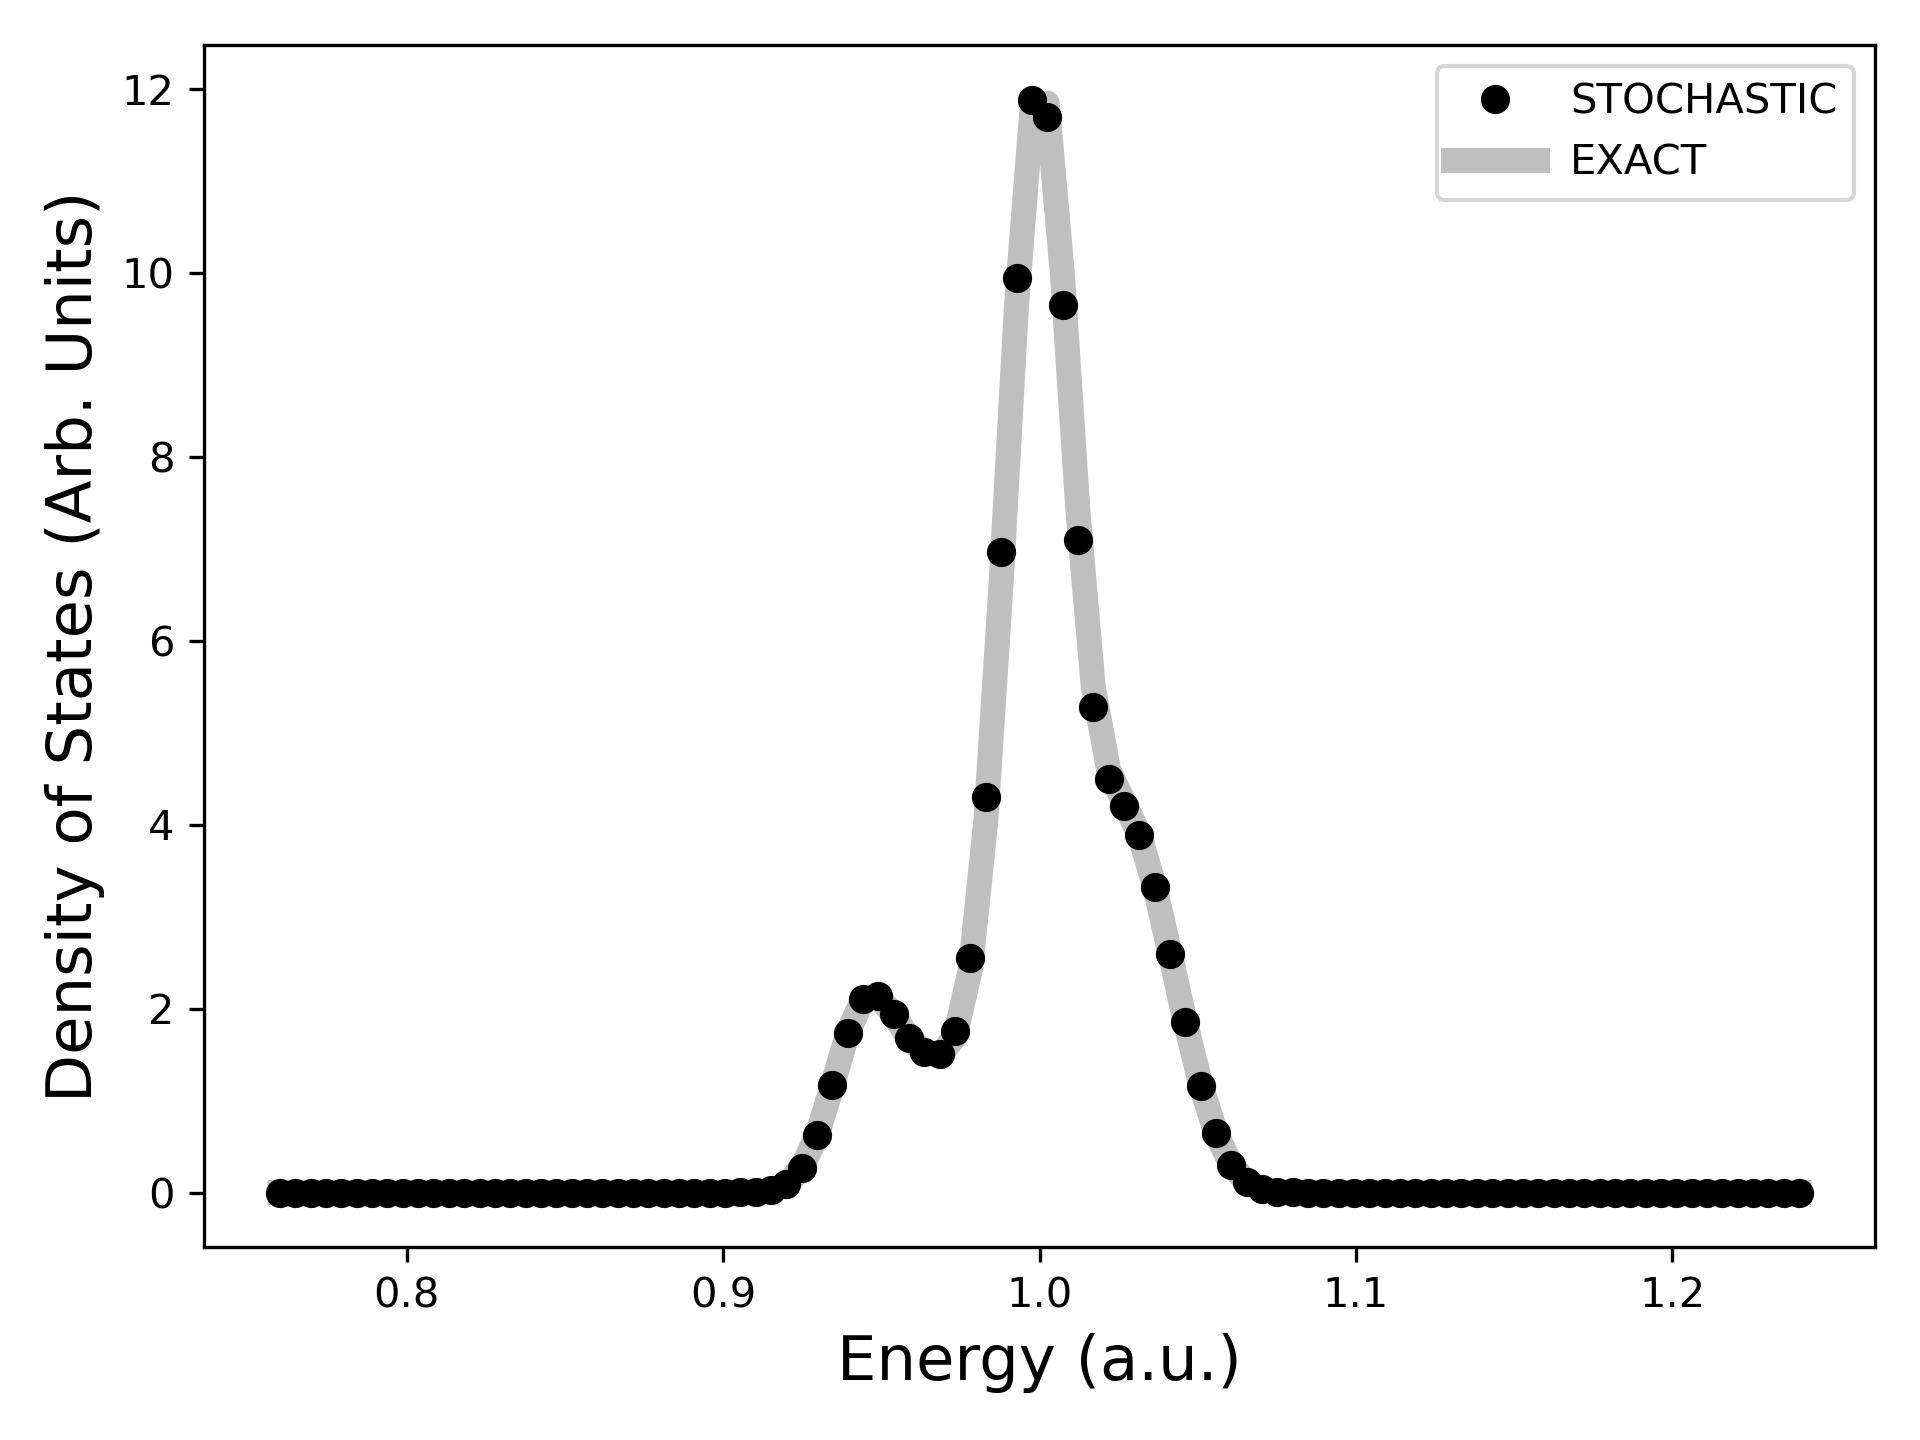 STOCHASTIC
EXACT
Density of States (Arb. Units)
12
10
8
6
4
2
0
0.8 0.9 1.0 1.1 1.2
Energy (a.u.)